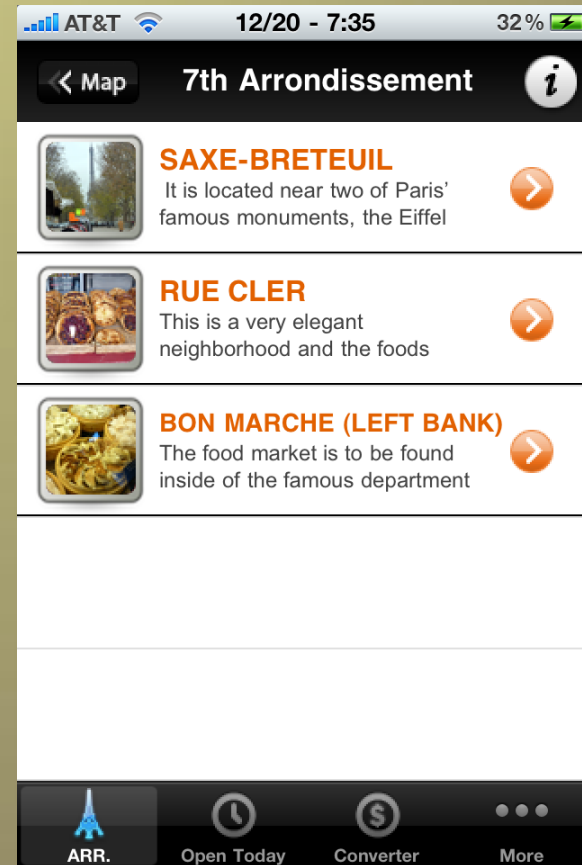 AT&T 12/20 - 7:35 32%
Map 7th Arrondissement i
SAXE-BRETEUIL
It is located near two of Paris'
famous monuments, the Eiffel
RUE CLER
This is a very elegant
neighborhood and the foods
BON MARCHE (LEFT BANK)
The food market is to be found
inside of the famous department
ARR. Open Today Converter More